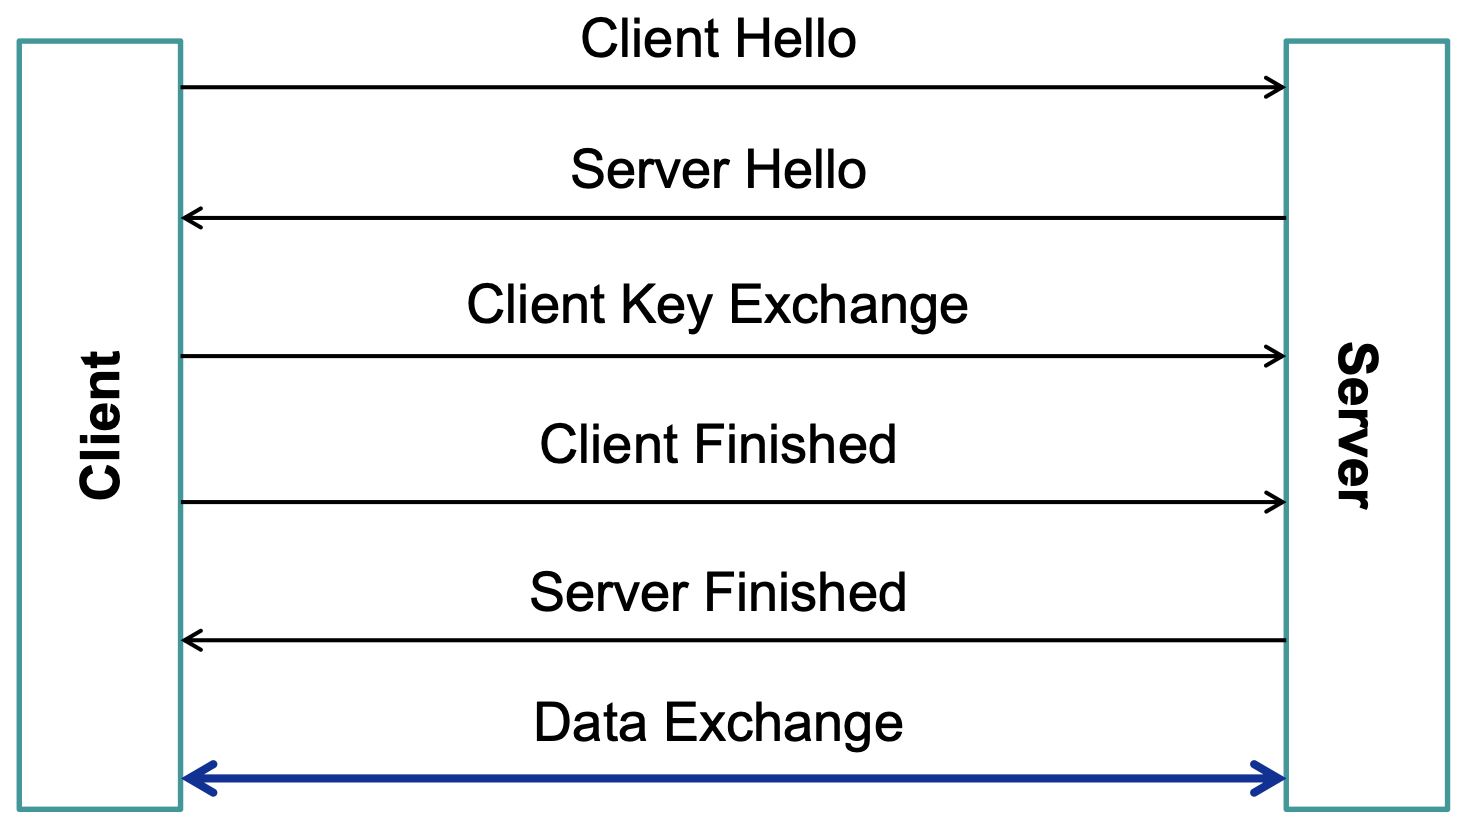 Client Hello
Server Hello
Client Key Exchange
Client Finished
Server Finished
Data Exchange
Client
Server